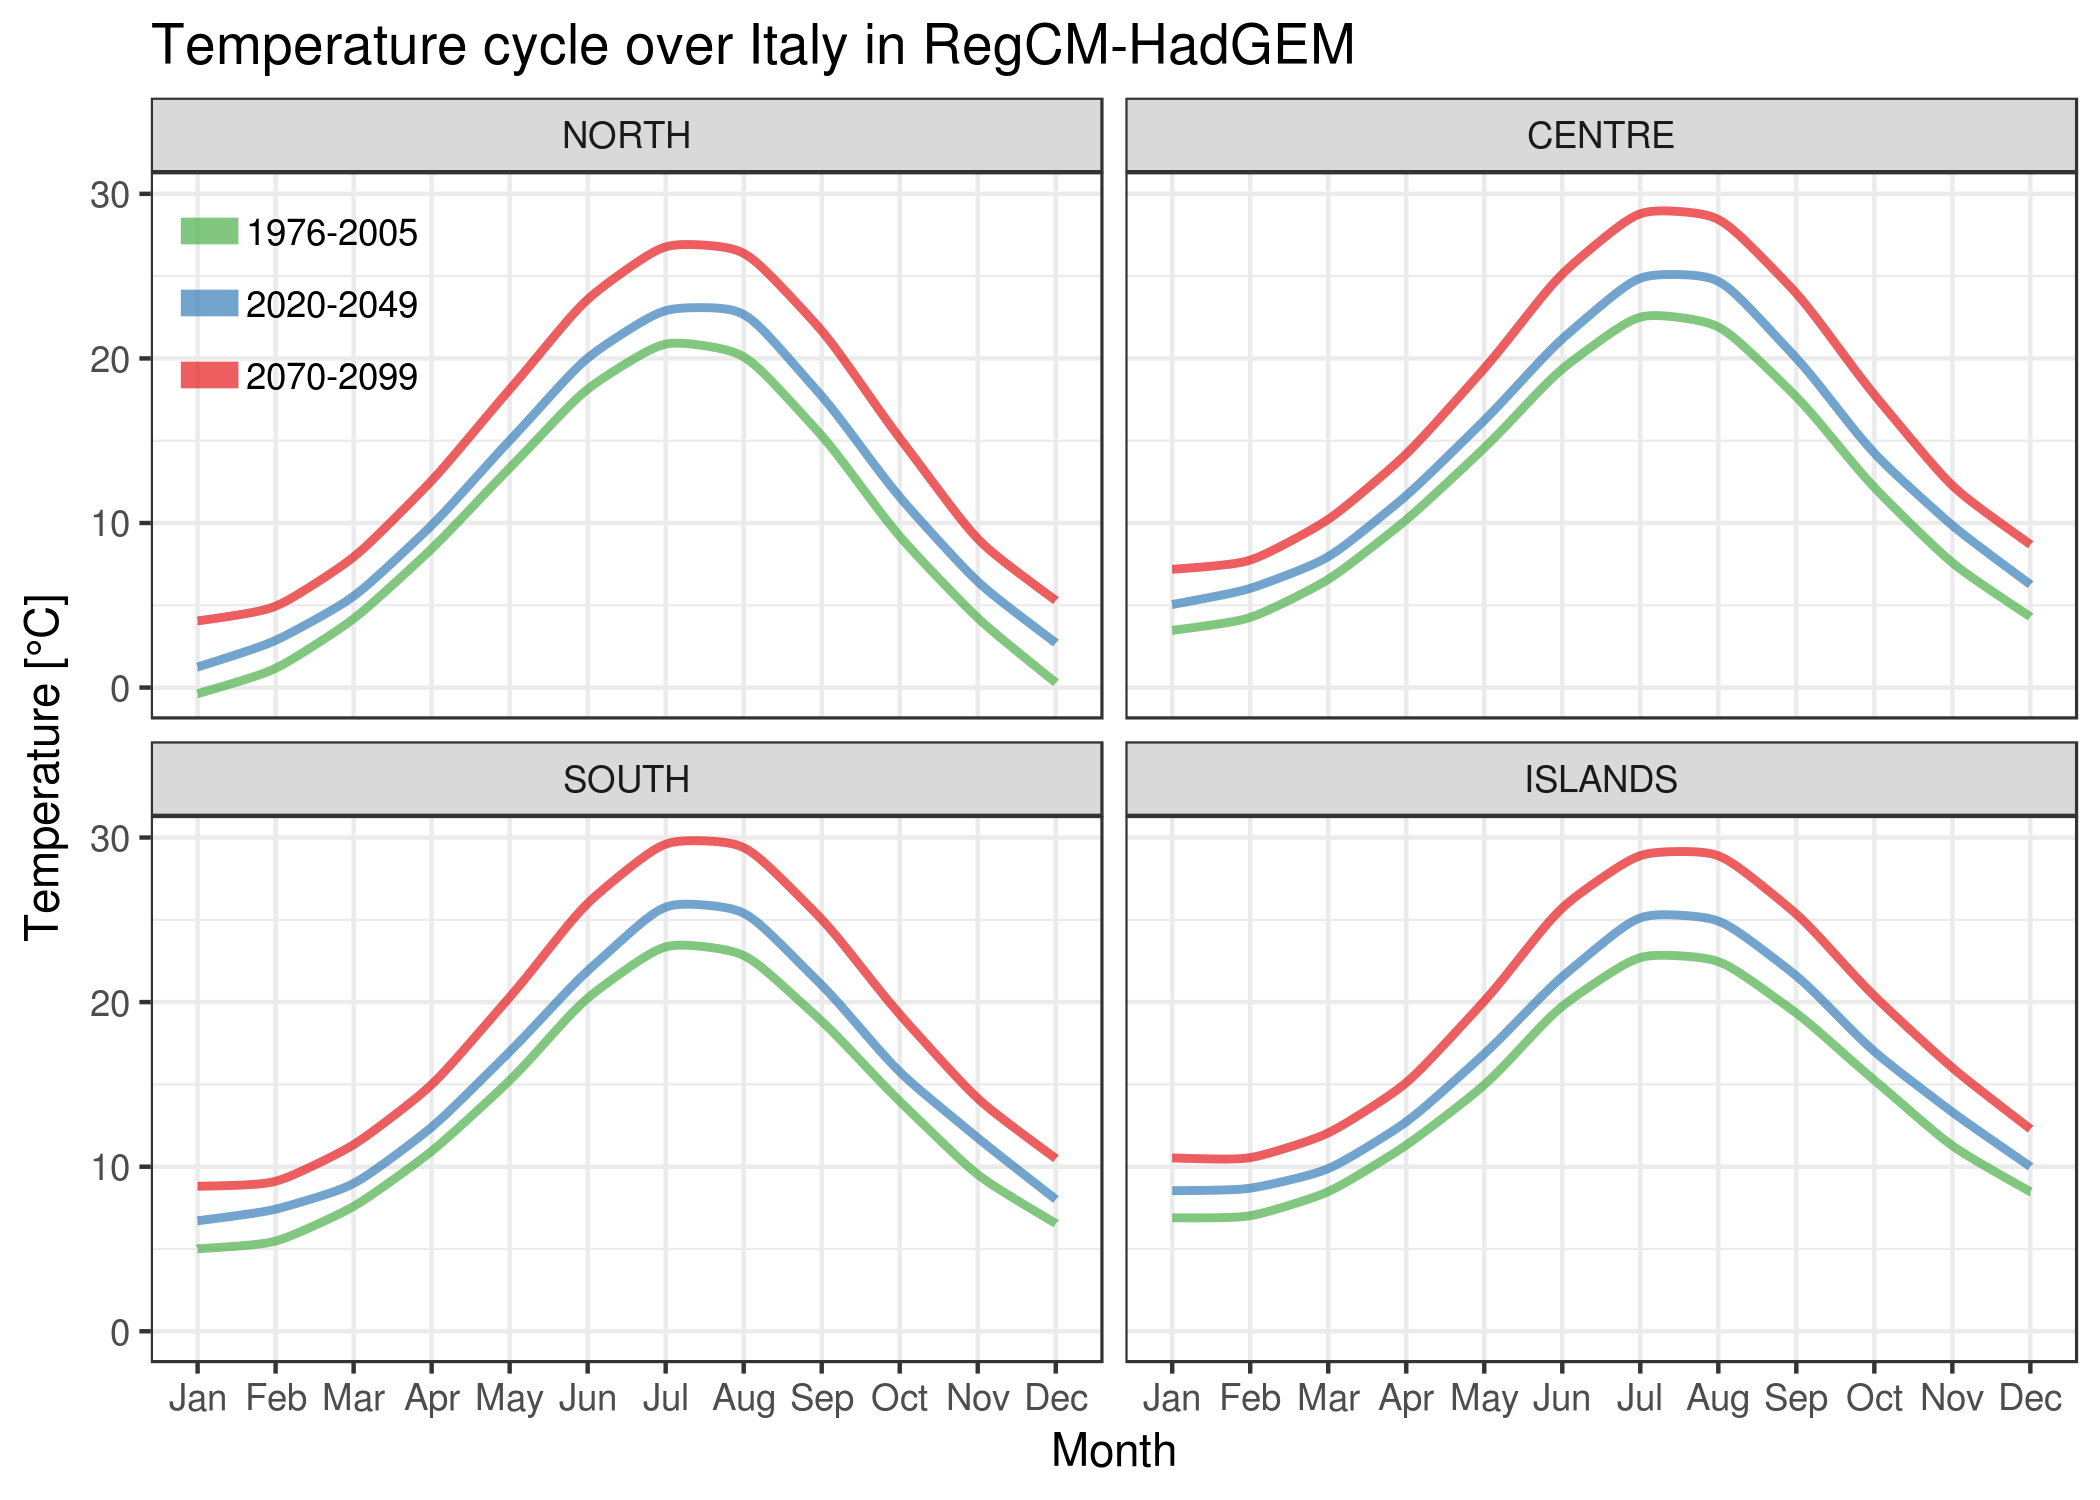 Temperature cycle over Italy in RegCM-HadGEM
NORTH
CENTRE
30
20
10
0
1976-2005
2020-2049
2070-2099
Temperature [°C]
SOUTH
ISLANDS
30
20
10
0
Jan Feb Mar Apr May Jun Jul Aug Sep Oct Nov Dec
Jan Feb Mar Apr May Jun Jul Aug Sep Oct Nov Dec
Month